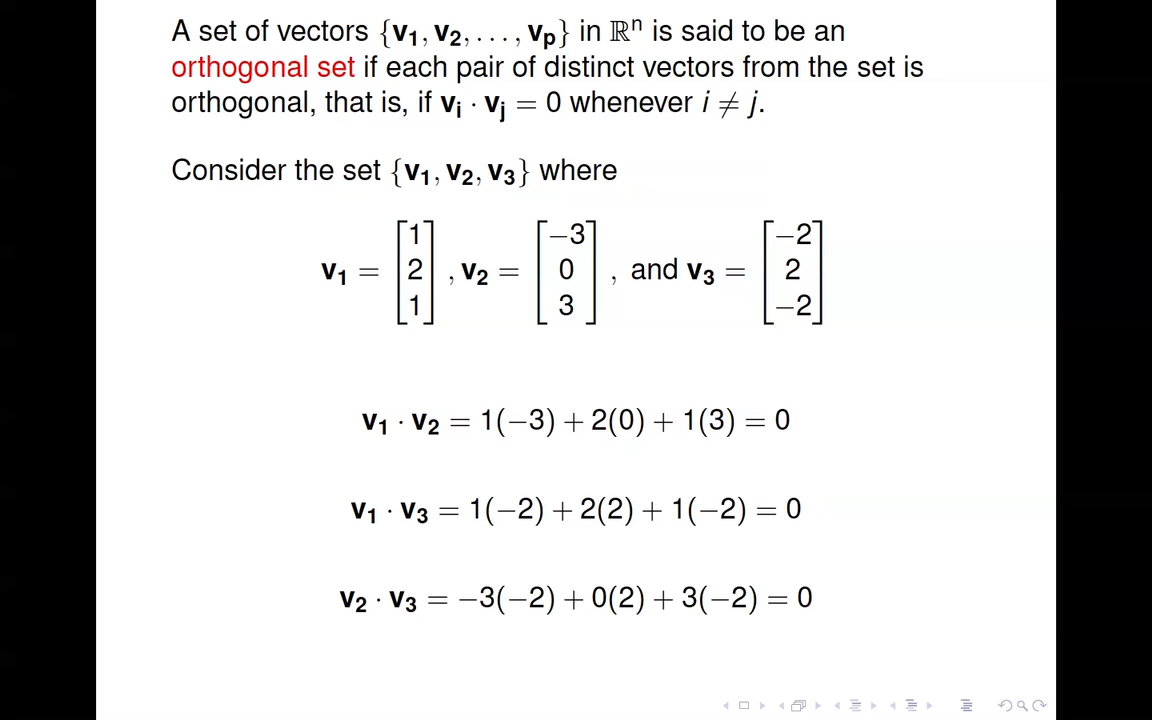 A set of vectors {v₁, v₂, . . . , vₚ} in ℝⁿ is said to be an
orthogonal set if each pair of distinct vectors from the set is
orthogonal, that is, if vᵢ · vⱼ = 0 whenever i ≠ j.
Consider the set {v₁, v₂, v₃} where
v₁ = [1 2 1], v₂ = [−3 0 3], and v₃ = [−2 2 −2]
v₁ · v₂ = 1(−3) + 2(0) + 1(3) = 0
v₁ · v₃ = 1(−2) + 2(2) + 1(−2) = 0
v₂ · v₃ = −3(−2) + 0(2) + 3(−2) = 0